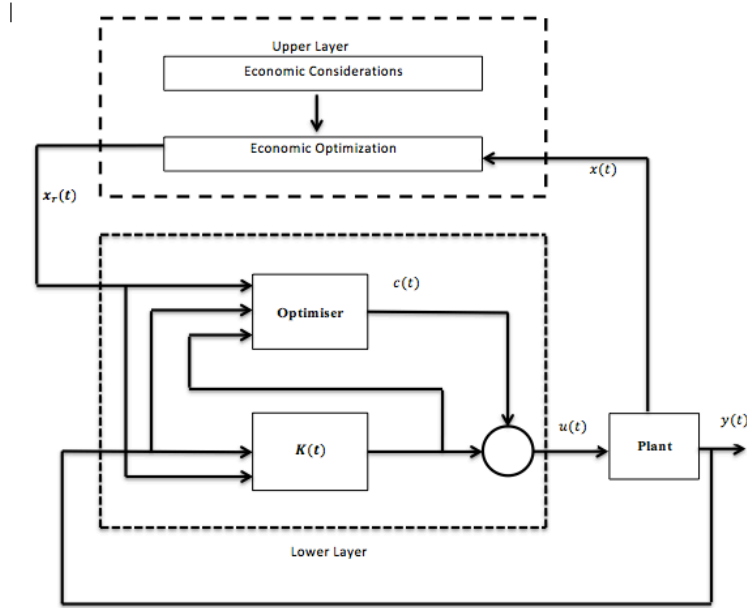 Upper Layer
Economic Considerations
Economic Optimization
x(t)
x_r(t)
c(t)
Optimiser
u(t)
y(t)
K(t)
Plant
Lower Layer